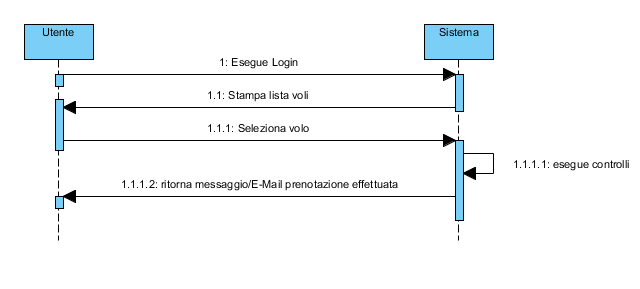 Utente
Sistema
1: Esegue Login
1.1: Stampa lista voli
1.1.1: Seleziona volo
1.1.1.1: esegue controlli
1.1.1.2: ritorna messaggio/E-Mail prenotazione effettuata